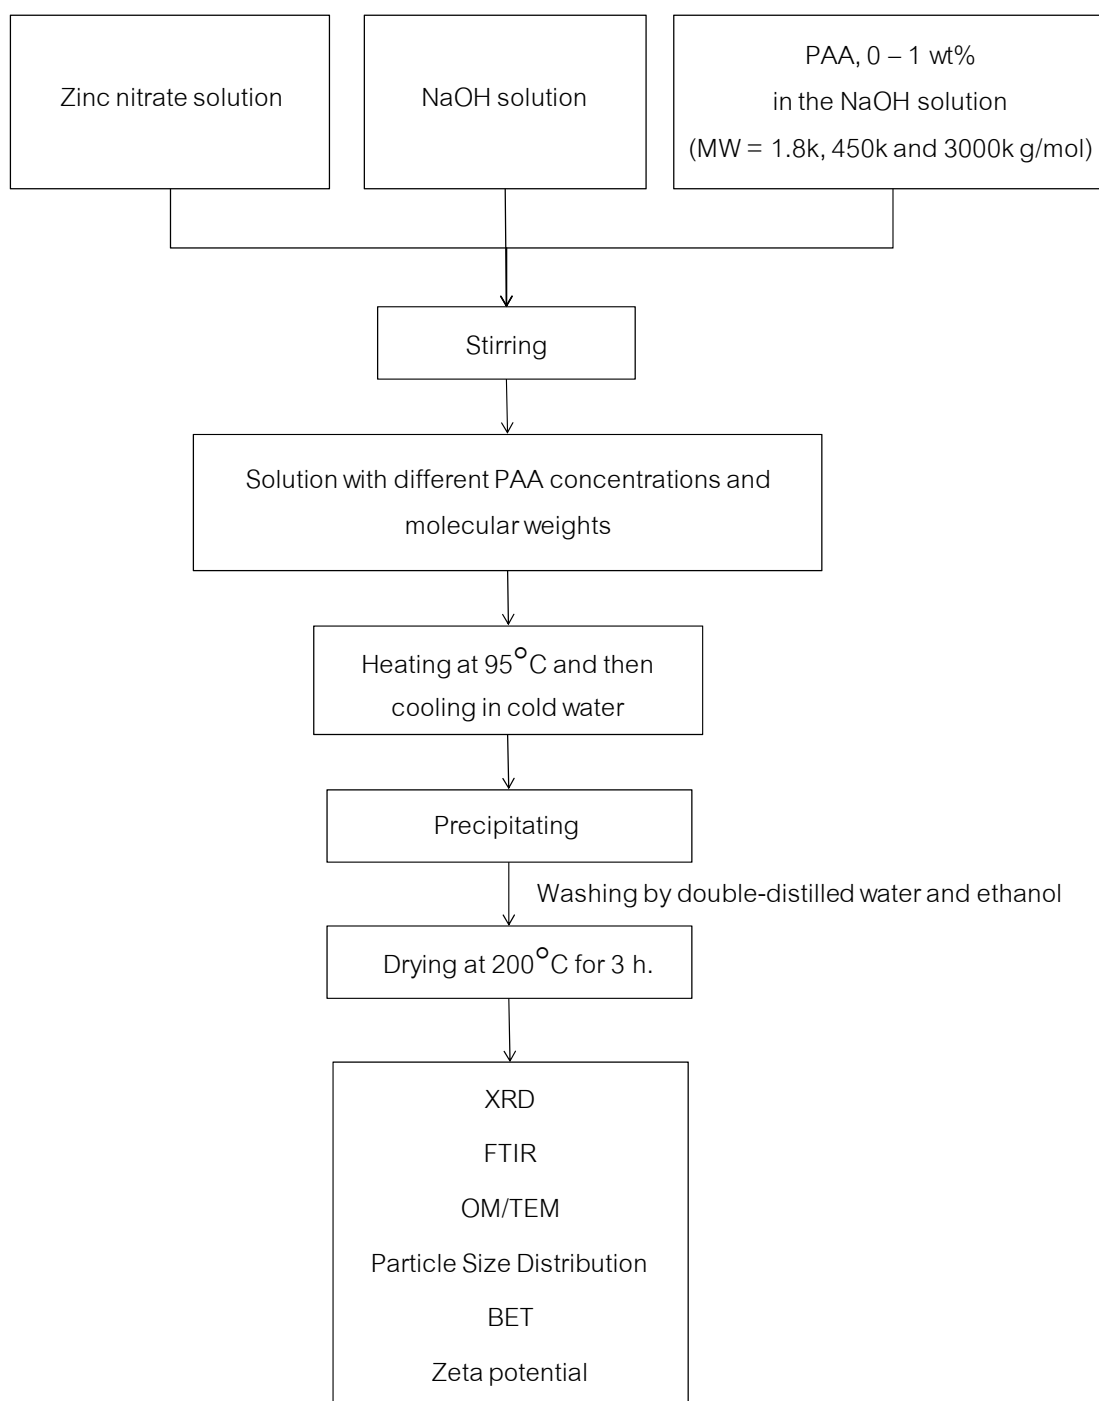 Zinc nitrate solution
NaOH solution
PAA, 0 – 1 wt%
in the NaOH solution
(MW = 1.8k, 450k and 3000k g/mol)
Stirring
Solution with different PAA concentrations and
molecular weights
Heating at 95°C and then
cooling in cold water
Precipitating
Washing by double-distilled water and ethanol
Drying at 200°C for 3 h.
XRD
FTIR
OM/TEM
Particle Size Distribution
BET
Zeta potential